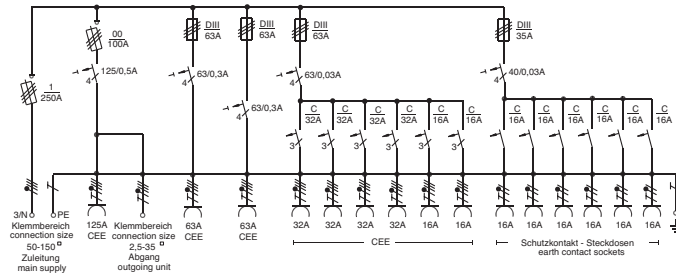 DIII
63A
DIII
63A
DIII
63A
DIII
35A
00
100A
125/0,5A
4
63/0,3A
4
63/0,03A
4
40/0,03A
4
1
250A
63/0,3A
4
C
32A
C
32A
C
32A
C
32A
C
16A
C
16A
C
16A
C
16A
C
16A
C
16A
C
16A
C
16A
3
3
3
3
3
3
3/N
PE
Klemmbereich
connection size
50-150
Zuleitung
main supply
125A
CEE
Klemmbereich
connection size
2,5-35
Abgang
outgoing unit
63A
CEE
63A
CEE
32A
32A
32A
32A
16A
16A
CEE
16A
16A
16A
16A
16A
16A
Schutzkontakt - Steckdosen
earth contact sockets